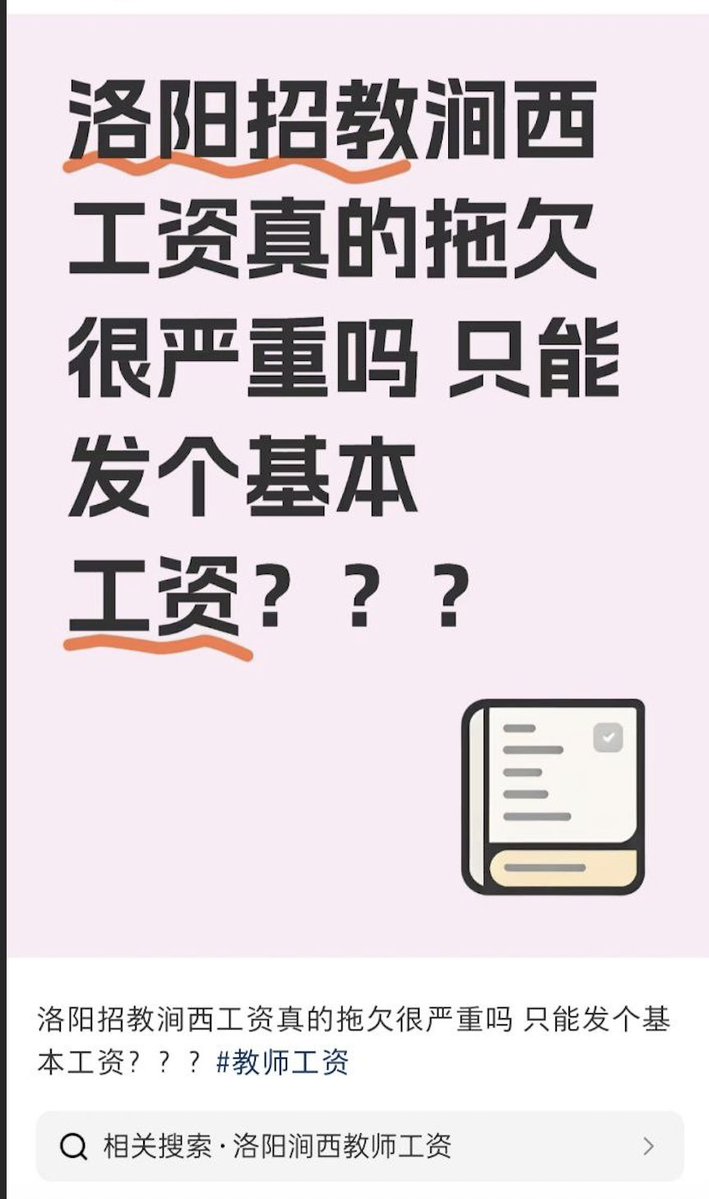 洛阳招教涧西
工资真的拖欠
很严重吗 只能
发个基本
工资？？？
洛阳招教涧西工资真的拖欠很严重吗 只能发个基
本工资？？？ #教师工资
相关搜索·洛阳涧西教师工资